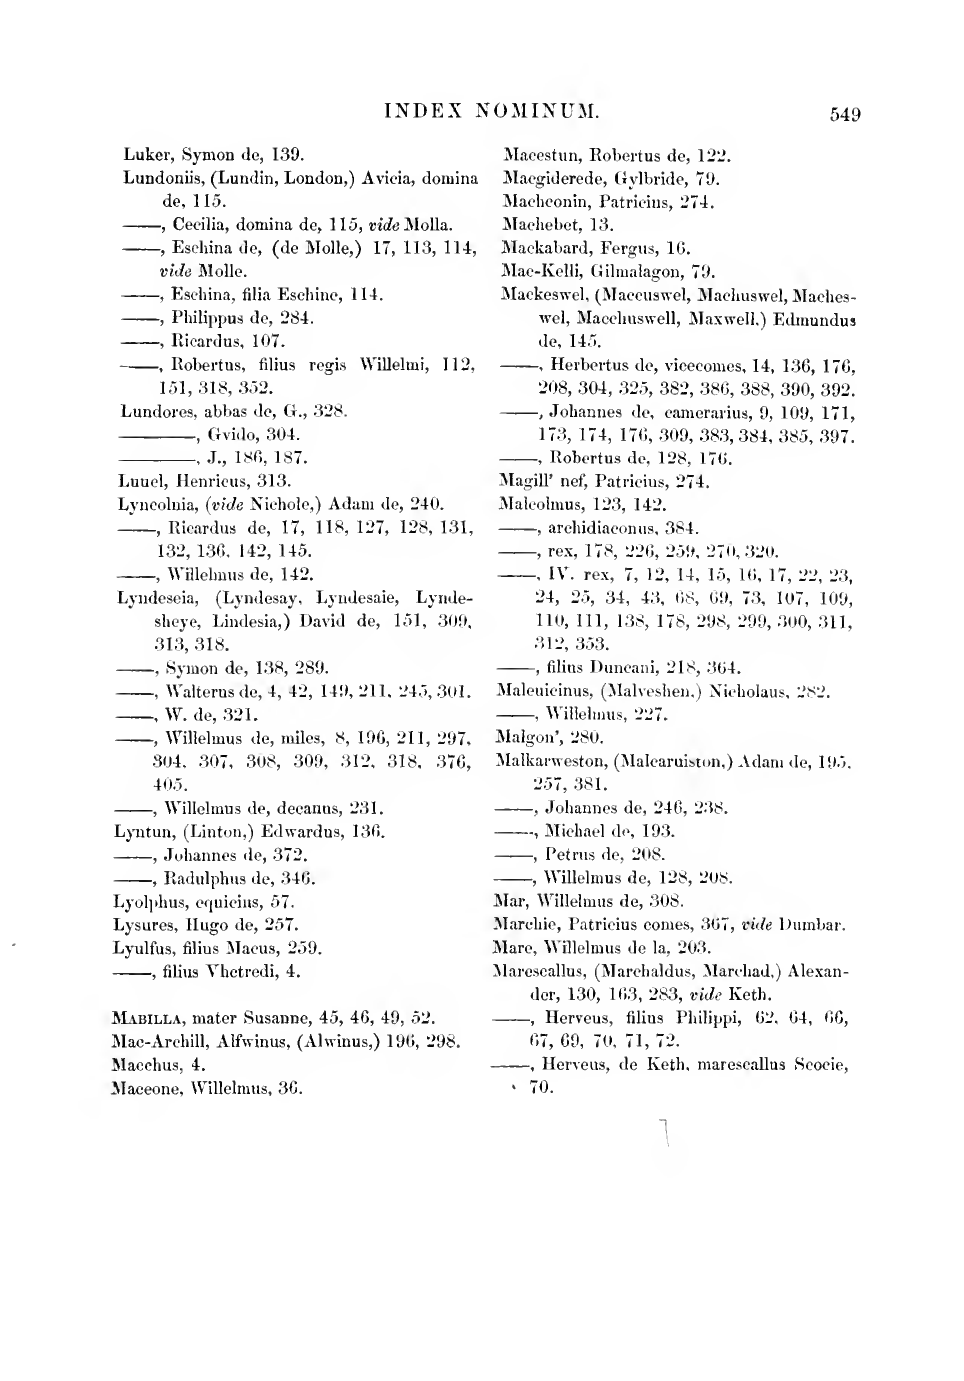 INDEX NOMINUM.
549
Luker, Symon de, 139.
Lundoniis, (Lundin, London,) Avicia, domina
de, 115.
——, Cecilia, domina de, 115, vide Molla.
——, Eschina de, (de Molle,) 17, 113, 114,
vide Molle.
——, Eschina, filia Eschine, 114.
——, Philippus de, 284.
——, Ricardus, 107.
——, Robertus, filius regis Willelmi, 112,
151, 318, 352.
Lundores, abbas de, G., 328.
————, Gvido, 304.
————, J., 186, 187.
Luuel, Henricus, 313.
Lyncolnia, (vide Nichole,) Adam de, 240.
——, Ricardus de, 17, 118, 127, 128, 131,
132, 136, 142, 145.
——, Willelmus de, 142.
Lyndeseia, (Lyndesay, Lyndesaie, Lynde-
sheye, Lindesia,) David de, 151, 309,
313, 318.
——, Symon de, 138, 289.
——, Walterus de, 4, 42, 149, 211, 245, 301.
——, W. de, 321.
——, Willelmus de, miles, 8, 196, 211, 297,
304, 307, 308, 309, 312, 318, 376,
405.
——, Willelmus de, decanus, 231.
Lyntun, (Linton,) Edwardus, 136.
——, Johannes de, 372.
——, Radulphus de, 346.
Lyolphus, equicius, 57.
Lysures, Hugo de, 257.
Lyulfus, filius Macus, 259.
——, filius Vhctredi, 4.
MABILLA, mater Susanne, 45, 46, 49, 52.
Mac-Archill, Alfwinus, (Alwinus,) 196, 298.
Macchus, 4.
Maceone, Willelmus, 36.
Macestun, Robertus de, 122.
Macgiderede, Gylbride, 79.
Macheonin, Patricius, 274.
Machebet, 13.
Mackabard, Fergus, 16.
Mac-Kelli, Gilmalagon, 79.
Mackeswel, (Maccuswel, Machuswel, Maches-
wel, Macchuswell, Maxwell,) Edmundus
de, 145.
——, Herbertus de, vicecomes, 14, 136, 176,
208, 304, 325, 382, 386, 388, 390, 392.
——, Johannes de, camerarius, 9, 109, 171,
173, 174, 176, 309, 383, 384, 385, 397.
——, Robertus de, 128, 176.
Magill' nef, Patricius, 274.
Malcolmus, 123, 142.
——, archidiaconus, 384.
——, rex, 178, 226, 259, 270, 320.
——, IV. rex, 7, 12, 14, 15, 16, 17, 22, 23,
24, 25, 34, 43, 68, 69, 73, 107, 109,
110, 111, 138, 178, 298, 299, 300, 311,
312, 353.
——, filius Duncani, 218, 364.
Maleuicinus, (Malveshen,) Nicholaus, 282.
——, Willelmus, 227.
Malgon', 280.
Malkarweston, (Malcaruiston,) Adam de, 195,
257, 381.
——, Johannes de, 246, 238.
——, Michael de, 193.
——, Petrus de, 208.
——, Willelmus de, 128, 208.
Mar, Willelmus de, 308.
Marchie, Patricius comes, 367, vide Dumbar.
Mare, Willelmus de la, 203.
Marescallus, (Marchaldus, Marchad,) Alexan-
der, 130, 163, 283, vide Keth.
——, Herveus, filius Philippi, 62, 64, 66,
67, 69, 70, 71, 72.
——, Herveus, de Keth, marescallus Scocie,
70.